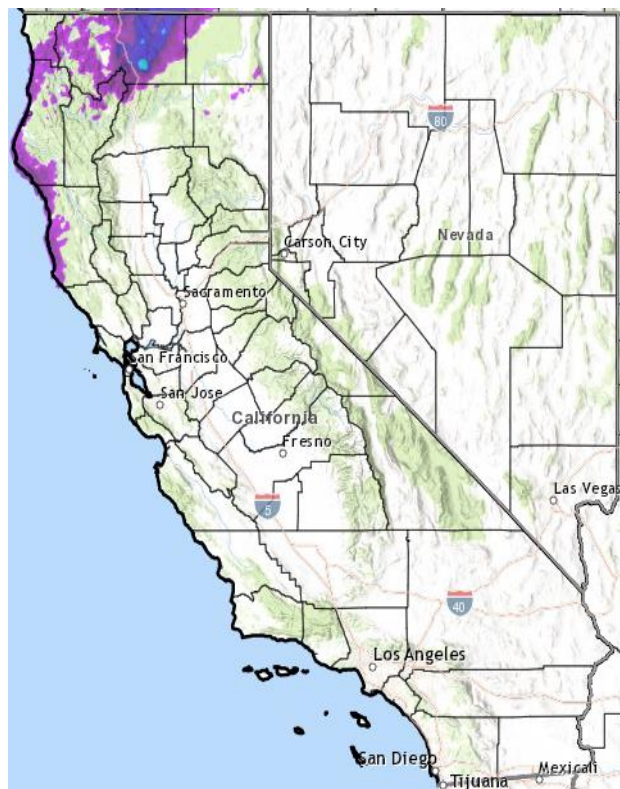 80
Nevada
Carson City
Sacramento
San Francisco
San Jose
California
Fresno
Las Vegas
5
40
Los Angeles
San Diego
Mexicali
Tijuana